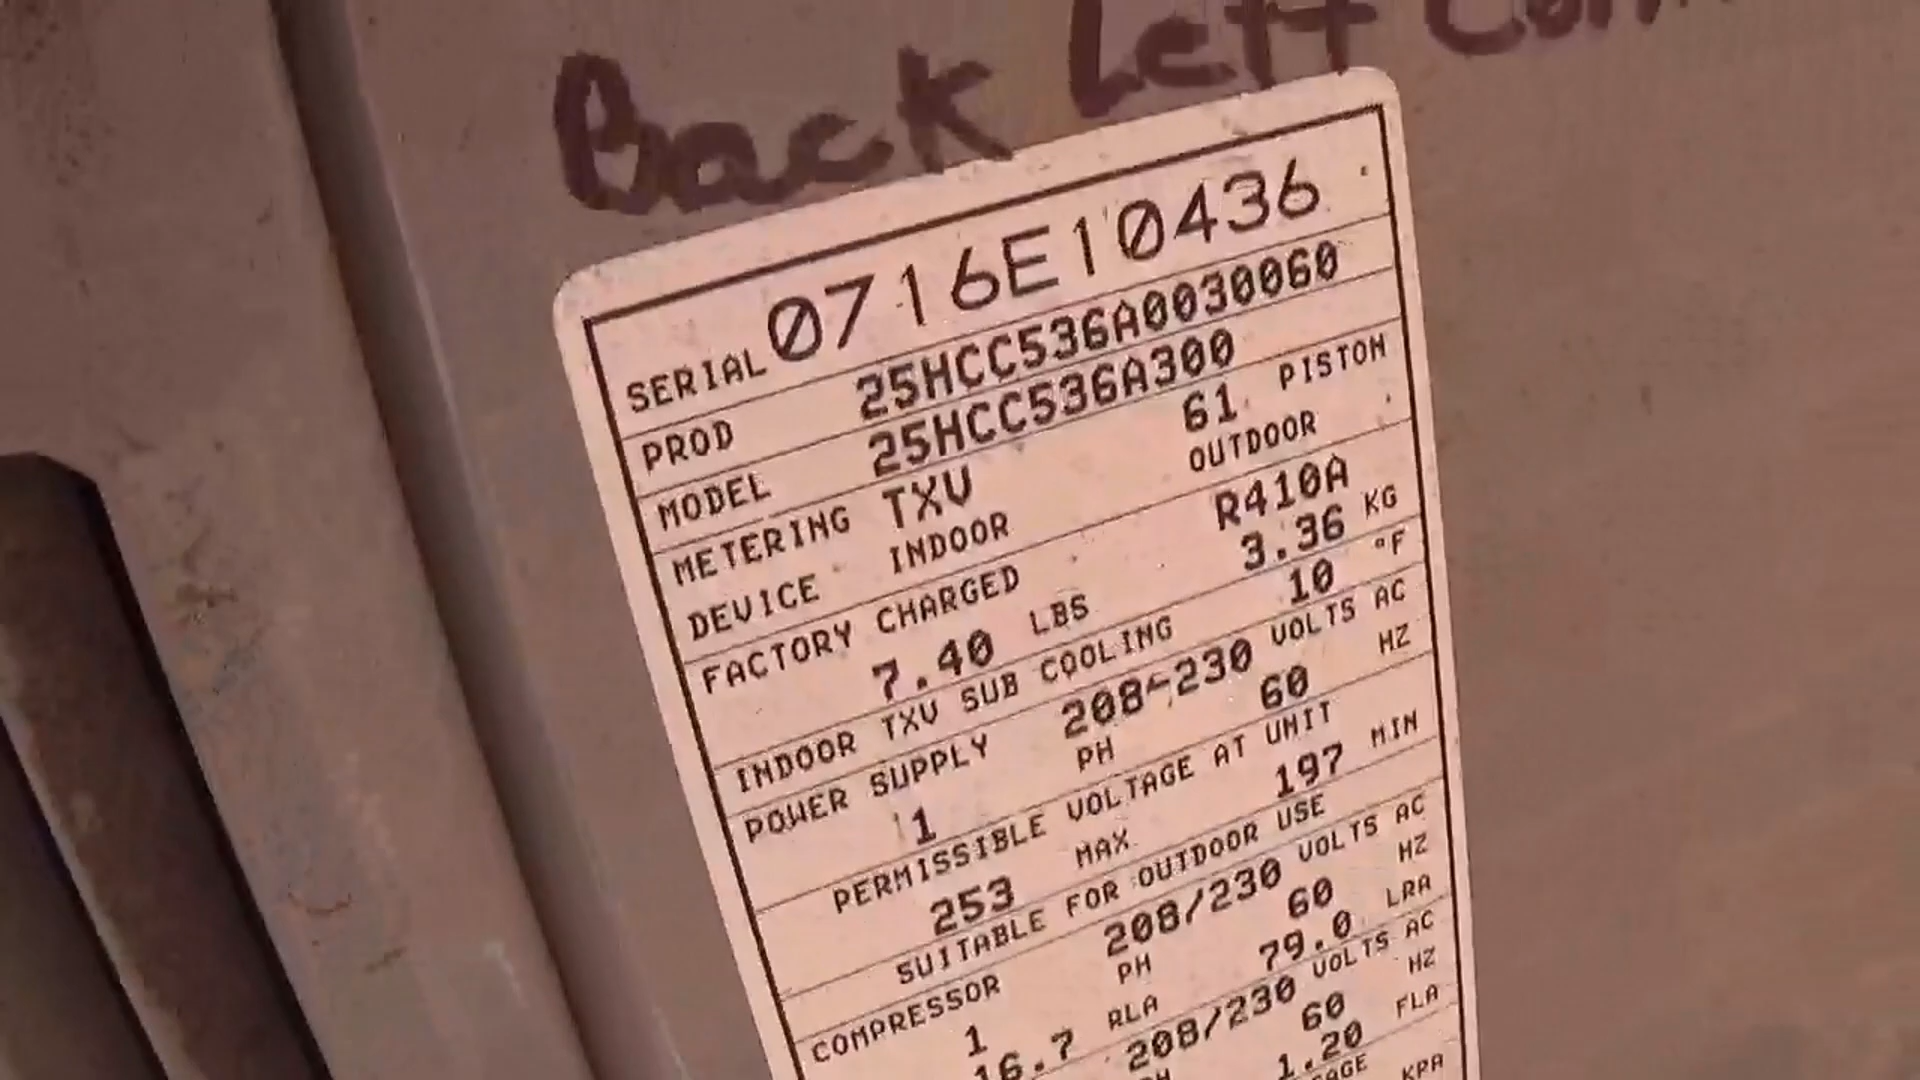 Back Left
SERIAL 0716E10436
PROD 25HCC536A0030060
MODEL 25HCC536A300
METERING TXV 61 PISTON
DEVICE INDOOR OUTDOOR
FACTORY CHARGED R410A
7.40 LBS 3.36 KG
INDOOR TXV SUB COOLING 10 °F
POWER SUPPLY 208-230 VOLTS AC
1 PH 60 HZ
PERMISSIBLE VOLTAGE AT UNIT
253 MAX 197 MIN
SUITABLE FOR OUTDOOR USE
COMPRESSOR 208/230 VOLTS AC
1 PH 60 HZ
16.7 RLA 79.0 LRA
208/230 VOLTS AC
PH 60 HZ
1.20 FLA
KPA